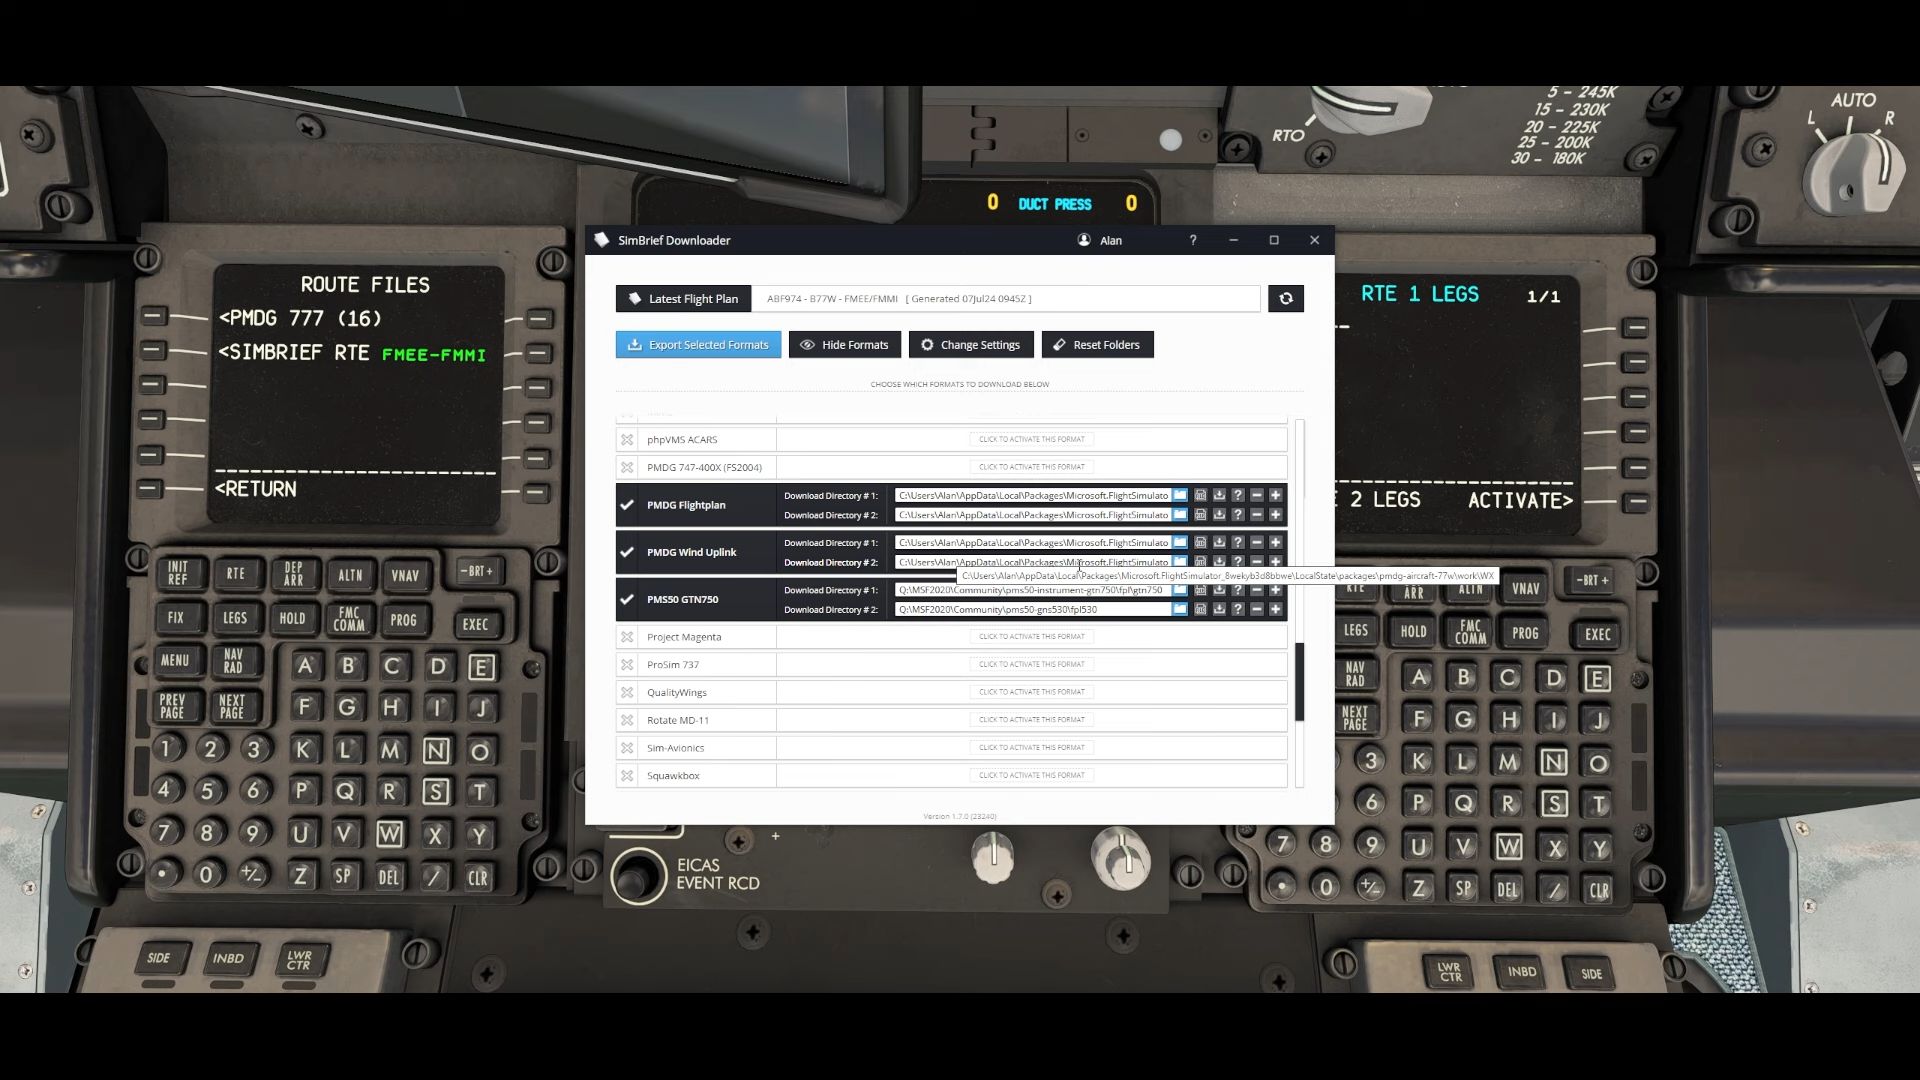 5 - 245K
15 - 230K
20 - 225K
25 - 200K
30 - 180K
RTO
AUTO
L
R
0 DUCT PRESS 0
ROUTE FILES
<PMDG 777 (16)
<SIMBRIEF RTE FMEE-FMMI
<RETURN
SimBrief Downloader
Alan
?
Latest Flight Plan
ABF974 - B77W - FMEE/FMMI [ Generated 07Jul24 0945Z ]
Export Selected Formats
Hide Formats
Change Settings
Reset Folders
CHOOSE WHICH FORMATS TO DOWNLOAD BELOW
phpVMS ACARS CLICK TO ACTIVATE THIS FORMAT
PMDG 747-400X (FS2004) CLICK TO ACTIVATE THIS FORMAT
PMDG Flightplan
Download Directory # 1: C:\Users\Alan\AppData\Local\Packages\Microsoft.FlightSimulato
Download Directory # 2: C:\Users\Alan\AppData\Local\Packages\Microsoft.FlightSimulato
PMDG Wind Uplink
Download Directory # 1: C:\Users\Alan\AppData\Local\Packages\Microsoft.FlightSimulato
Download Directory # 2: C:\Users\Alan\AppData\Local\Packages\Microsoft.FlightSimulato
C:\Users\Alan\AppData\Local\Packages\Microsoft.FlightSimulator_8wekyb3d8bbwe\LocalState\packages\pmdg-aircraft-77w\work\WX
PMS50 GTN750
Download Directory # 1: Q:\MSF2020\Community\pms50-instrument-gtn750\fpl\gtn750
Download Directory # 2: Q:\MSF2020\Community\pms50-gns530\fpl530
Project Magenta CLICK TO ACTIVATE THIS FORMAT
ProSim 737 CLICK TO ACTIVATE THIS FORMAT
QualityWings CLICK TO ACTIVATE THIS FORMAT
Rotate MD-11 CLICK TO ACTIVATE THIS FORMAT
Sim-Avionics CLICK TO ACTIVATE THIS FORMAT
Squawkbox CLICK TO ACTIVATE THIS FORMAT
Version 1.7.0 (23240)
RTE 1 LEGS 1/1
2 LEGS ACTIVATE>
INIT REF
RTE
DEP ARR
ALTN
VNAV
- BRT +
FIX
LEGS
HOLD
FMC COMM
PROG
EXEC
MENU
NAV RAD
PREV PAGE
NEXT PAGE
A B C D E
F G H I J
1 2 3 K L M N O
4 5 6 P Q R S T
7 8 9 U V W X Y
• 0 +/- Z SP DEL / CLR
RTE
ARR
ALTN
VNAV
- BRT +
LEGS
HOLD
FMC COMM
PROG
EXEC
NAV RAD
NEXT PAGE
A B C D E
F G H I J
3 K L M N O
6 P Q R S T
7 8 9 U V W X Y
• 0 +/- Z SP DEL / CLR
EICAS
EVENT RCD
SIDE
INBD
LWR CTR
LWR CTR
INBD
SIDE